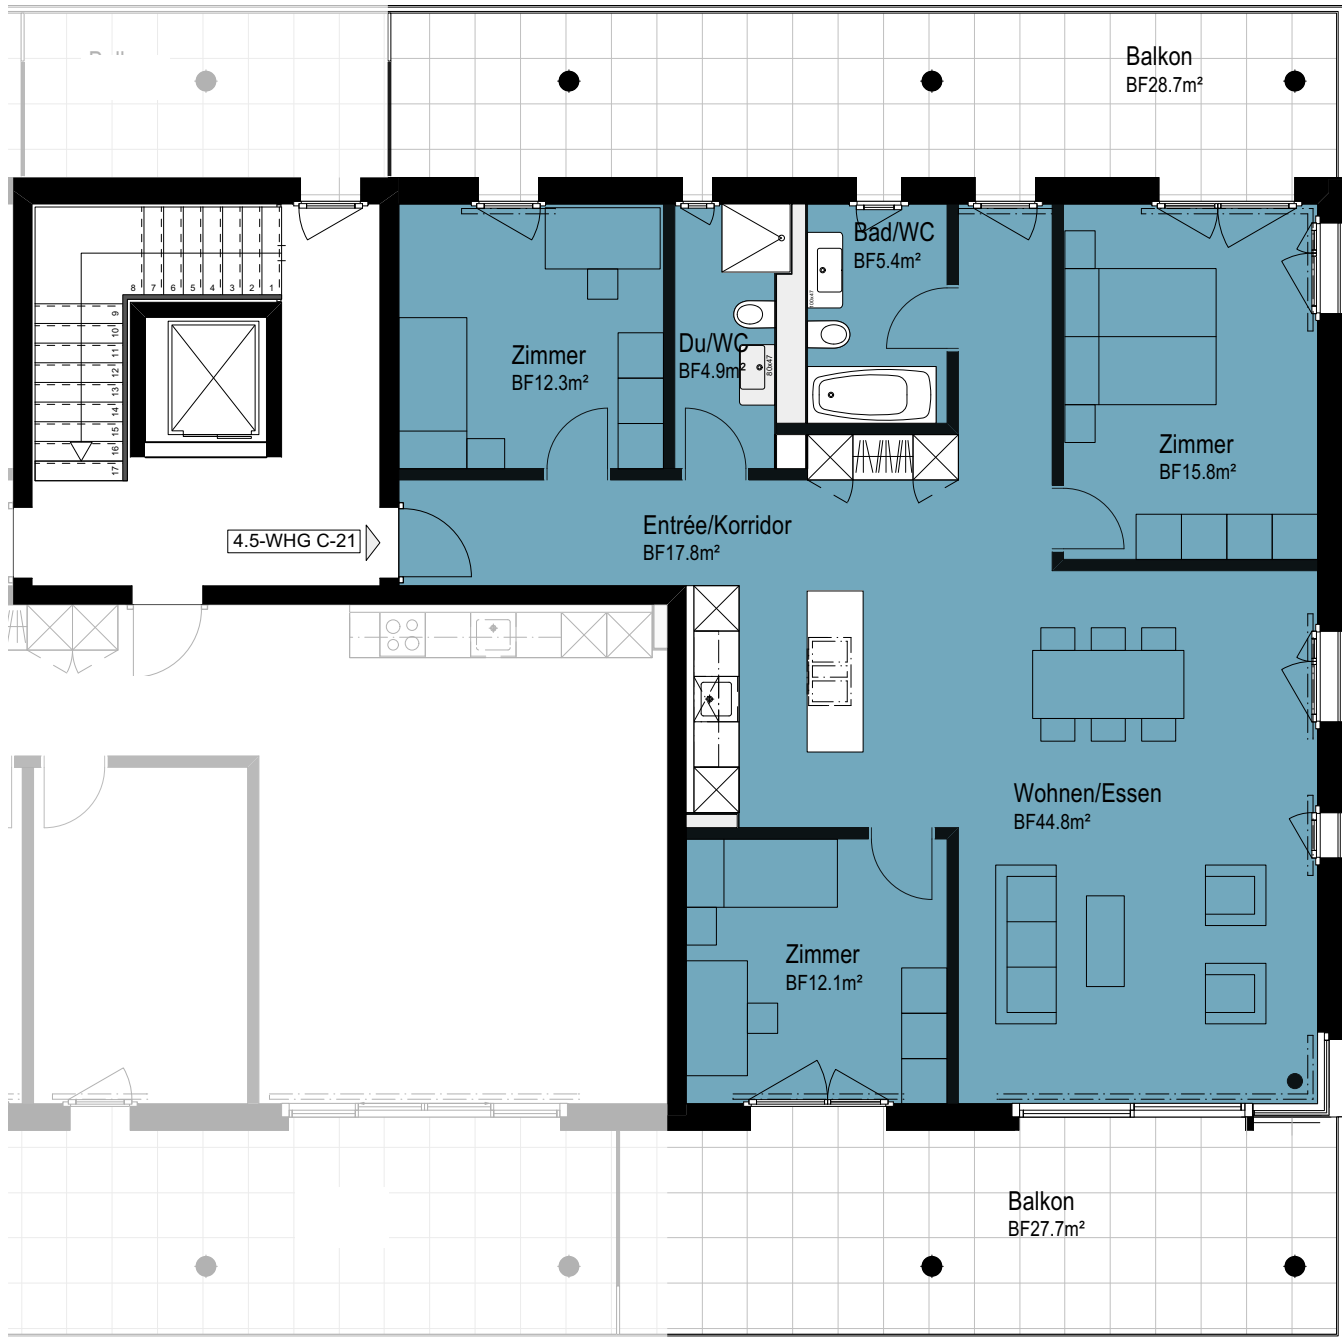 Balkon
BF28.7m²
Bad/WC
BF5.4m²
8 7 6 5 4 3 2 1
9
10
11
12
13
14
15
16
17
100x47
Zimmer
BF12.3m²
Du/WC
BF4.9m²
80x47
Zimmer
BF15.8m²
4.5-WHG C-21
Entrée/Korridor
BF17.8m²
Wohnen/Essen
BF44.8m²
Zimmer
BF12.1m²
Balkon
BF27.7m²